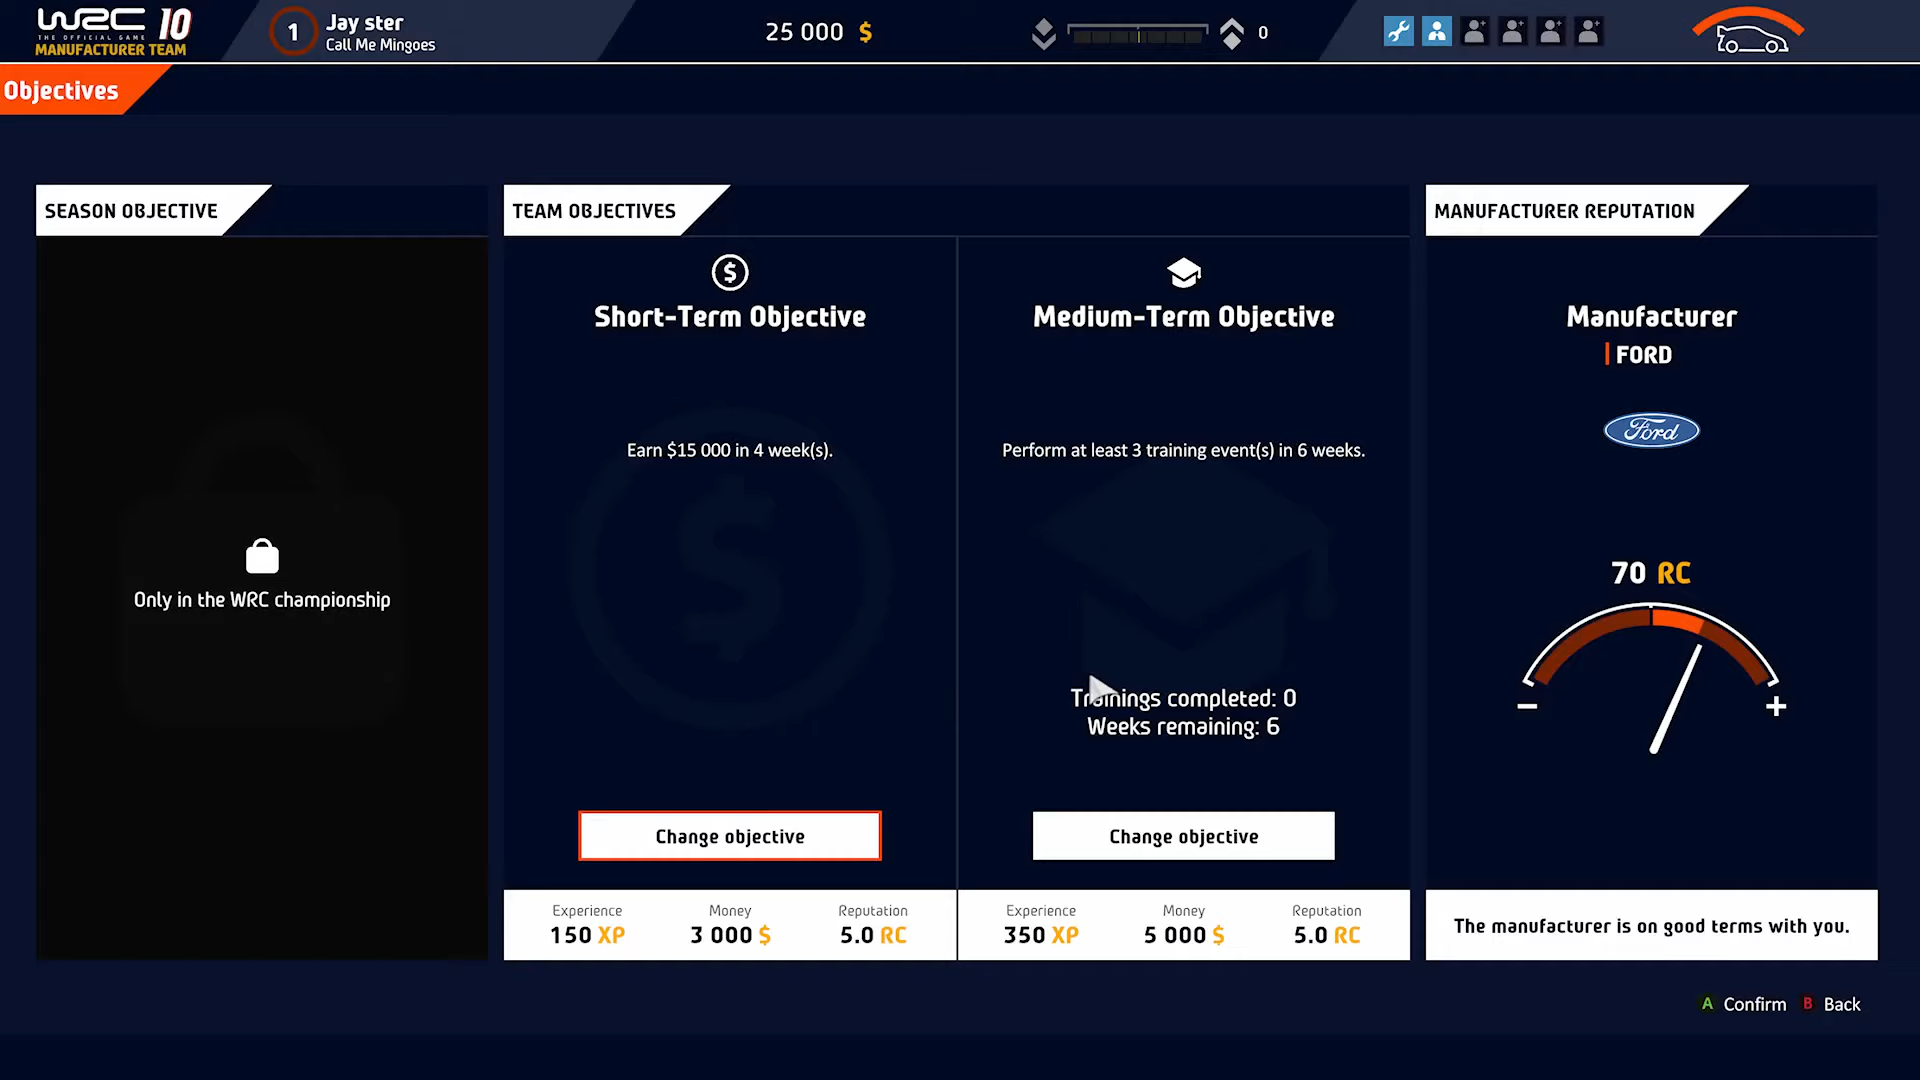 WRC 10
THE OFFICIAL GAME
MANUFACTURER TEAM
1
Jay ster
Call Me Mingoes
25 000 $
0
Objectives
SEASON OBJECTIVE
Only in the WRC championship
TEAM OBJECTIVES
$
Short-Term Objective
Earn $15 000 in 4 week(s).
Change objective
Experience
150 XP
Money
3 000 $
Reputation
5.0 RC
Medium-Term Objective
Perform at least 3 training event(s) in 6 weeks.
Trainings completed: 0
Weeks remaining: 6
Change objective
Experience
350 XP
Money
5 000 $
Reputation
5.0 RC
MANUFACTURER REPUTATION
Manufacturer
FORD
Ford
70 RC
− +
The manufacturer is on good terms with you.
A Confirm B Back